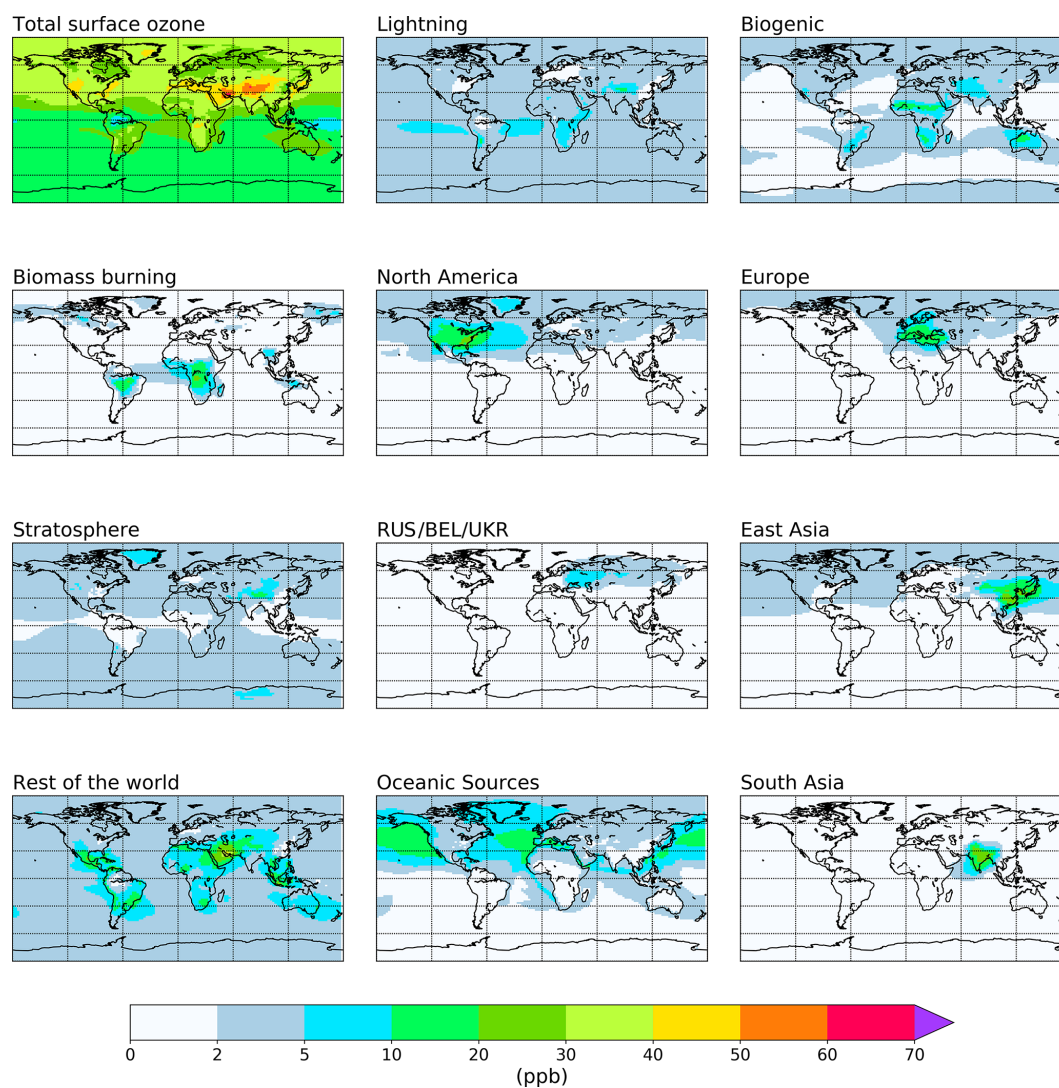 Total surface ozone
Lightning
Biogenic
Biomass burning
North America
Europe
Stratosphere
RUS/BEL/UKR
East Asia
Rest of the world
Oceanic Sources
South Asia
0 2 5 10 20 30 40 50 60 70
(ppb)